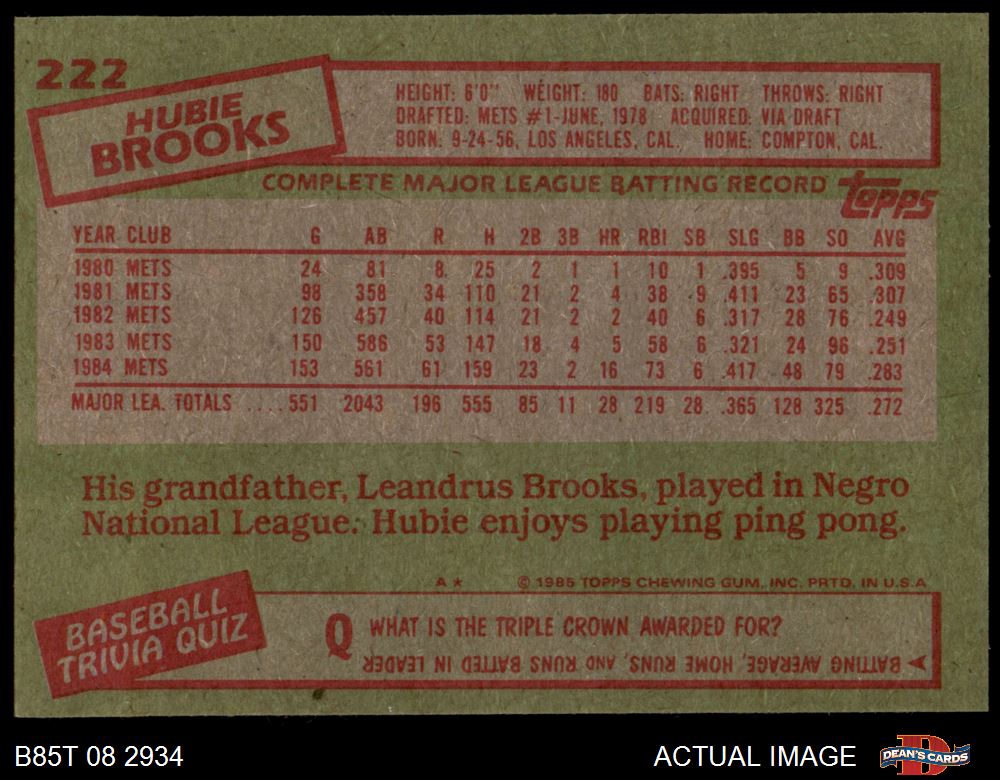 222
HUBIE
BROOKS
HEIGHT: 6'0" WEIGHT: 180 BATS: RIGHT THROWS: RIGHT
DRAFTED: METS #1-JUNE, 1978 ACQUIRED: VIA DRAFT
BORN: 9-24-56, LOS ANGELES, CAL. HOME: COMPTON, CAL.
COMPLETE MAJOR LEAGUE BATTING RECORD topps
YEAR CLUB G AB R H 2B 3B HR RBI SB SLG BB SO AVG
1980 METS 24 81 8 25 2 1 1 10 1 .395 5 9 .309
1981 METS 98 358 34 110 21 2 4 38 9 .411 23 65 .307
1982 METS 126 457 40 114 21 2 2 40 6 .317 28 76 .249
1983 METS 150 586 53 147 18 4 5 58 6 .321 24 96 .251
1984 METS 153 561 61 159 23 2 16 73 6 .417 48 79 .283
MAJOR LEA. TOTALS .... 551 2043 196 555 85 11 28 219 28 .365 128 325 .272
His grandfather, Leandrus Brooks, played in Negro
National League. Hubie enjoys playing ping pong.
A★ © 1985 TOPPS CHEWING GUM, INC. PRTD. IN U.S.A
BASEBALL
TRIVIA QUIZ
Q WHAT IS THE TRIPLE CROWN AWARDED FOR?
LEADER IN RUNS BATTED AND HOME RUNS, BATTING AVERAGE,
B85T 08 2934 ACTUAL IMAGE DEAN'S CARDS